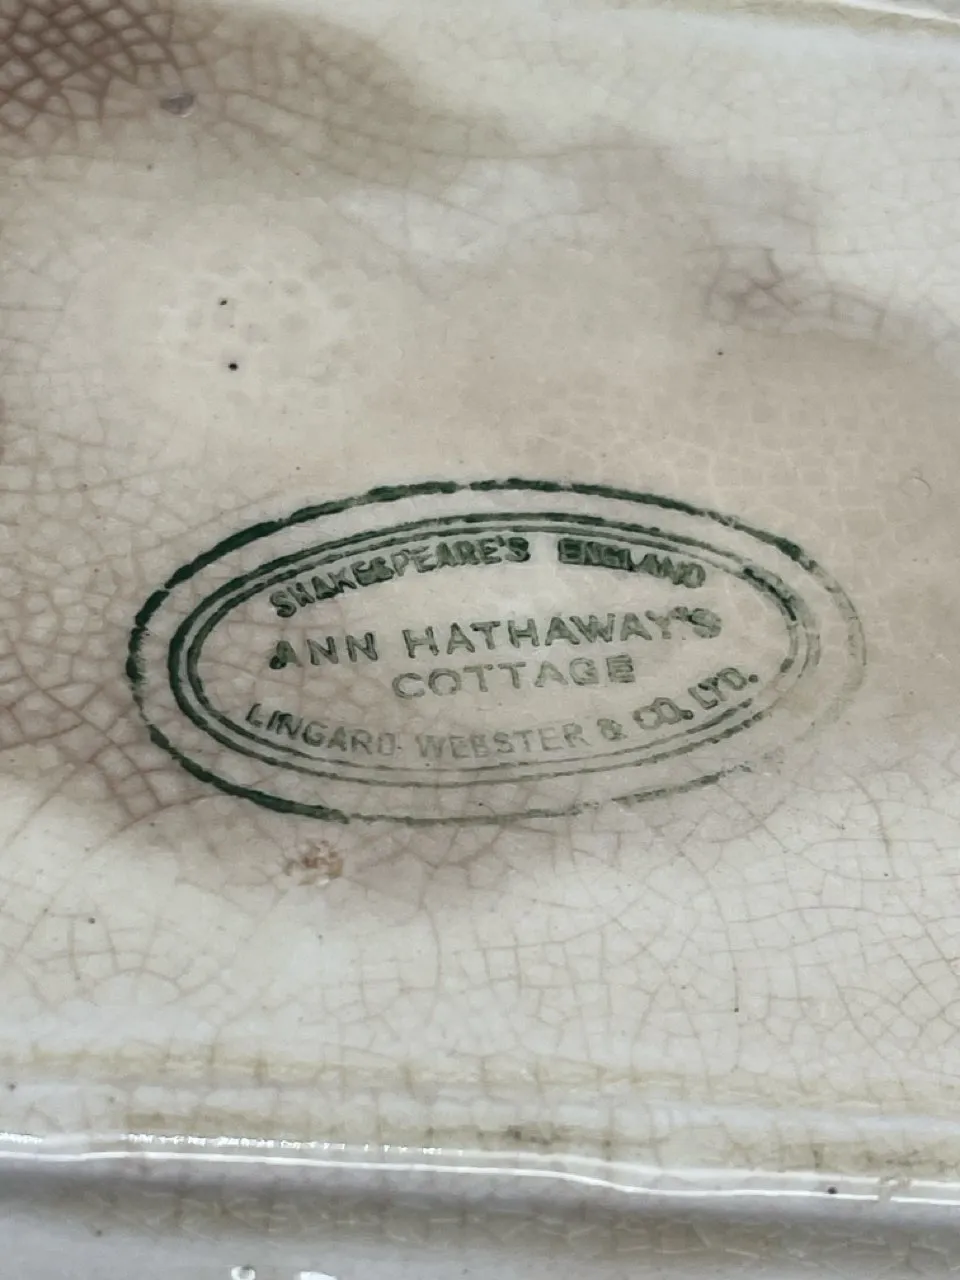 SHAKESPEARE'S ENGLAND
ANN HATHAWAY'S
COTTAGE
LINGARD WEBSTER & CO. LTD.